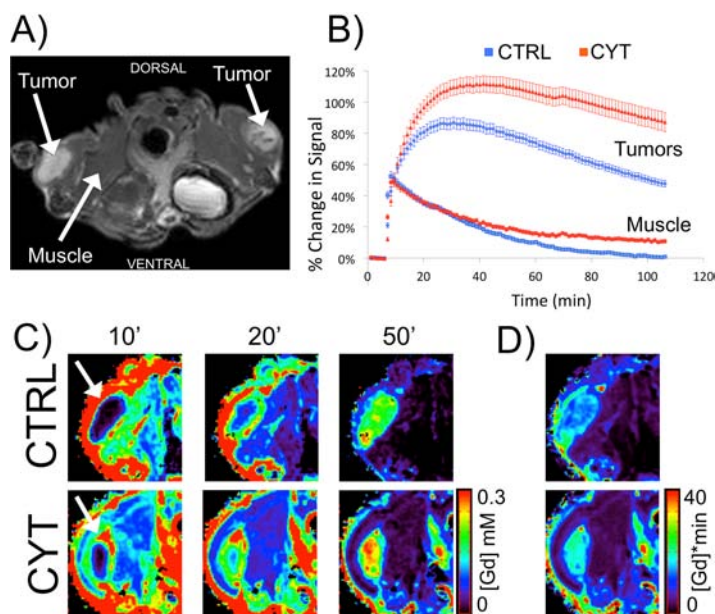 A)
DORSAL
Tumor
Tumor
Muscle
VENTRAL
B)
CTRL
CYT
% Change in Signal
120%
100%
80%
60%
40%
20%
0%
Tumors
Muscle
0 20 40 60 80 100 120
Time (min)
C)
10’ 20’ 50’
CTRL
CYT
0.3
[Gd] mM
0
D)
40
[Gd]*min
0